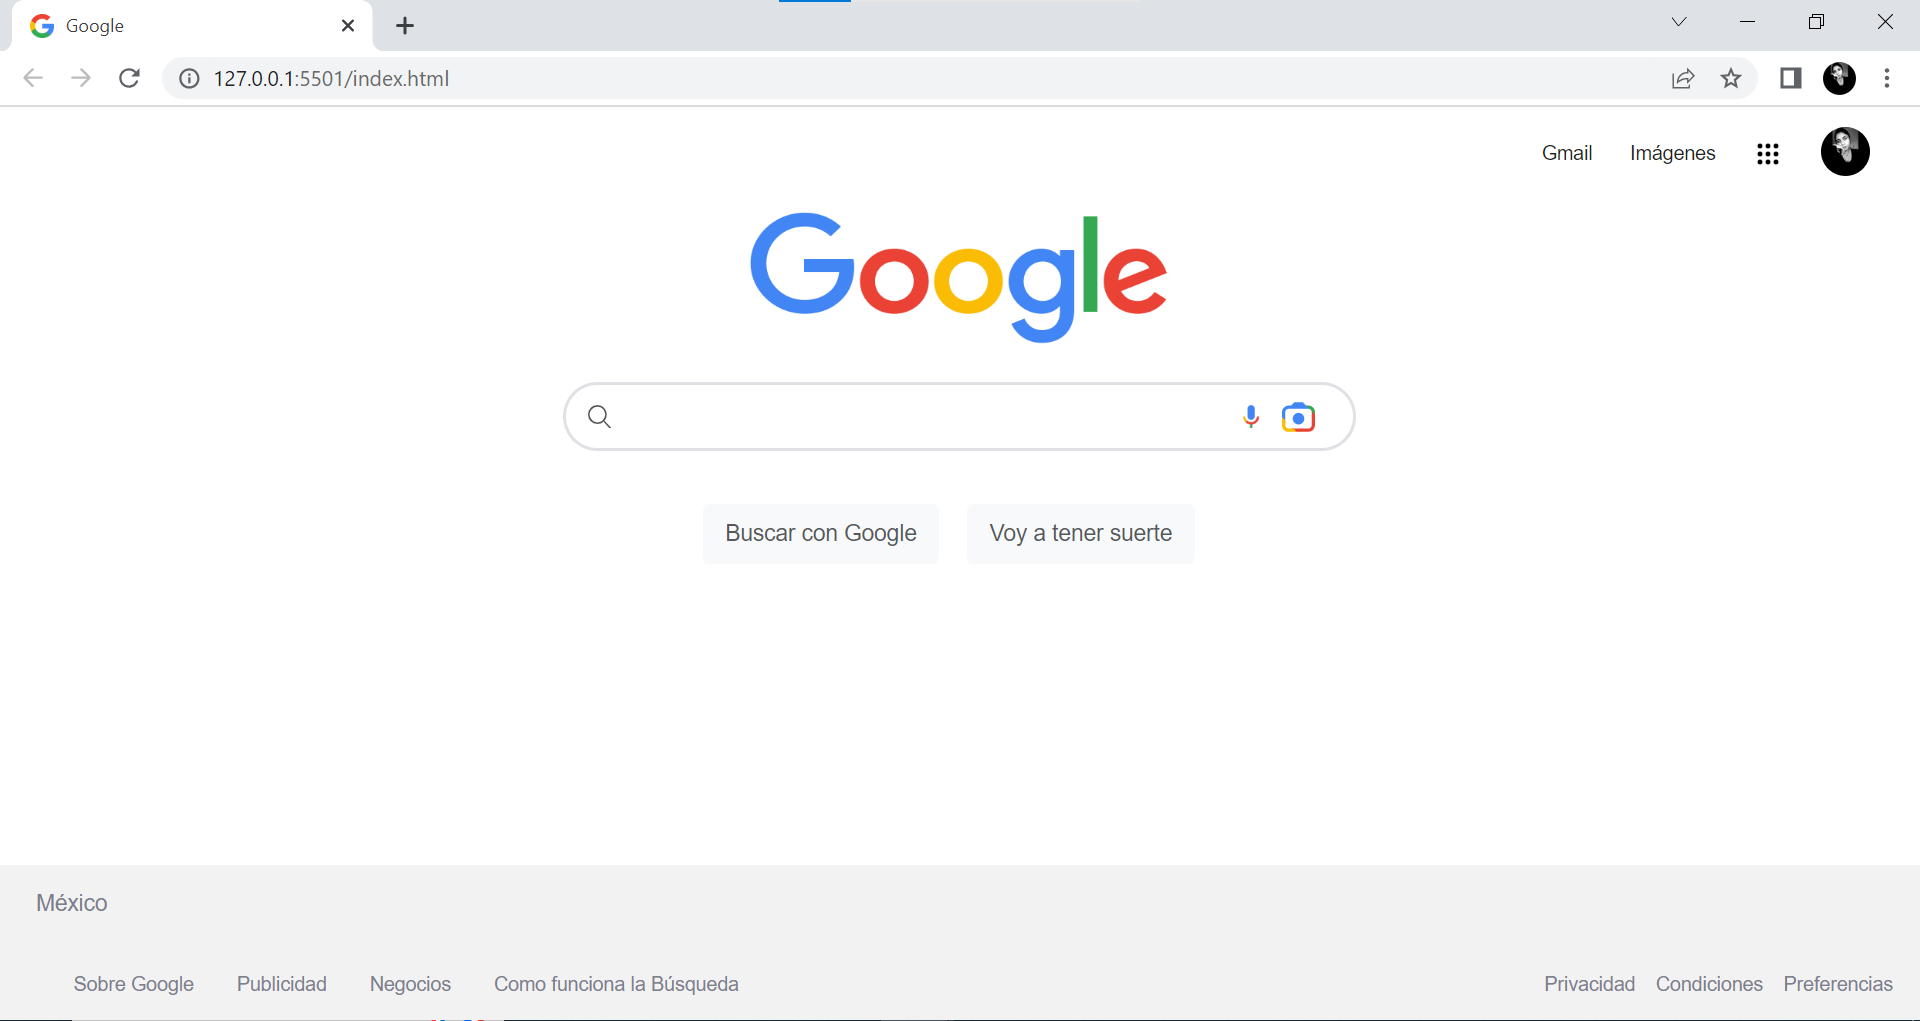 Google
127.0.0.1:5501/index.html
Gmail Imágenes
Google
Buscar con Google Voy a tener suerte
México
Sobre Google Publicidad Negocios Como funciona la Búsqueda Privacidad Condiciones Preferencias